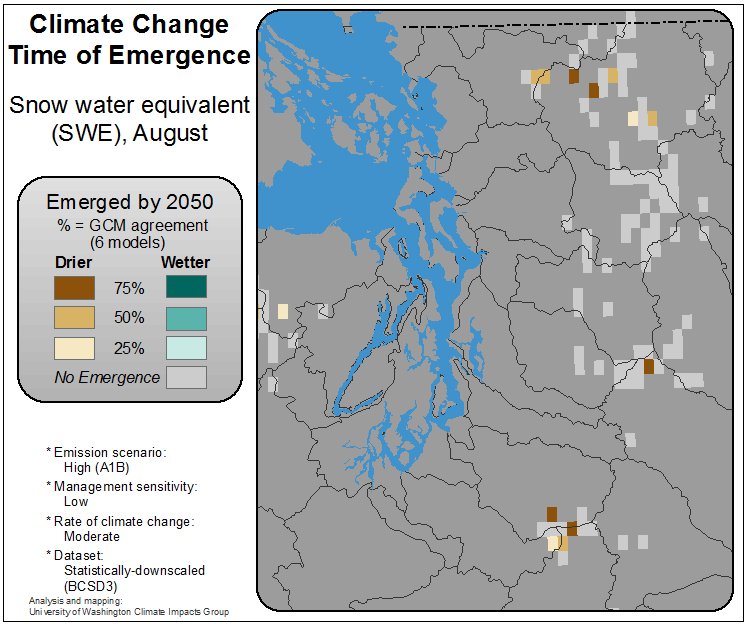 Climate Change
Time of Emergence
Snow water equivalent
(SWE), August
Emerged by 2050
% = GCM agreement
(6 models)
Drier Wetter
75%
50%
25%
No Emergence
* Emission scenario:
High (A1B)
* Management sensitivity:
Low
* Rate of climate change:
Moderate
* Dataset:
Statistically-downscaled
(BCSD3)
Analysis and mapping:
University of Washington Climate Impacts Group